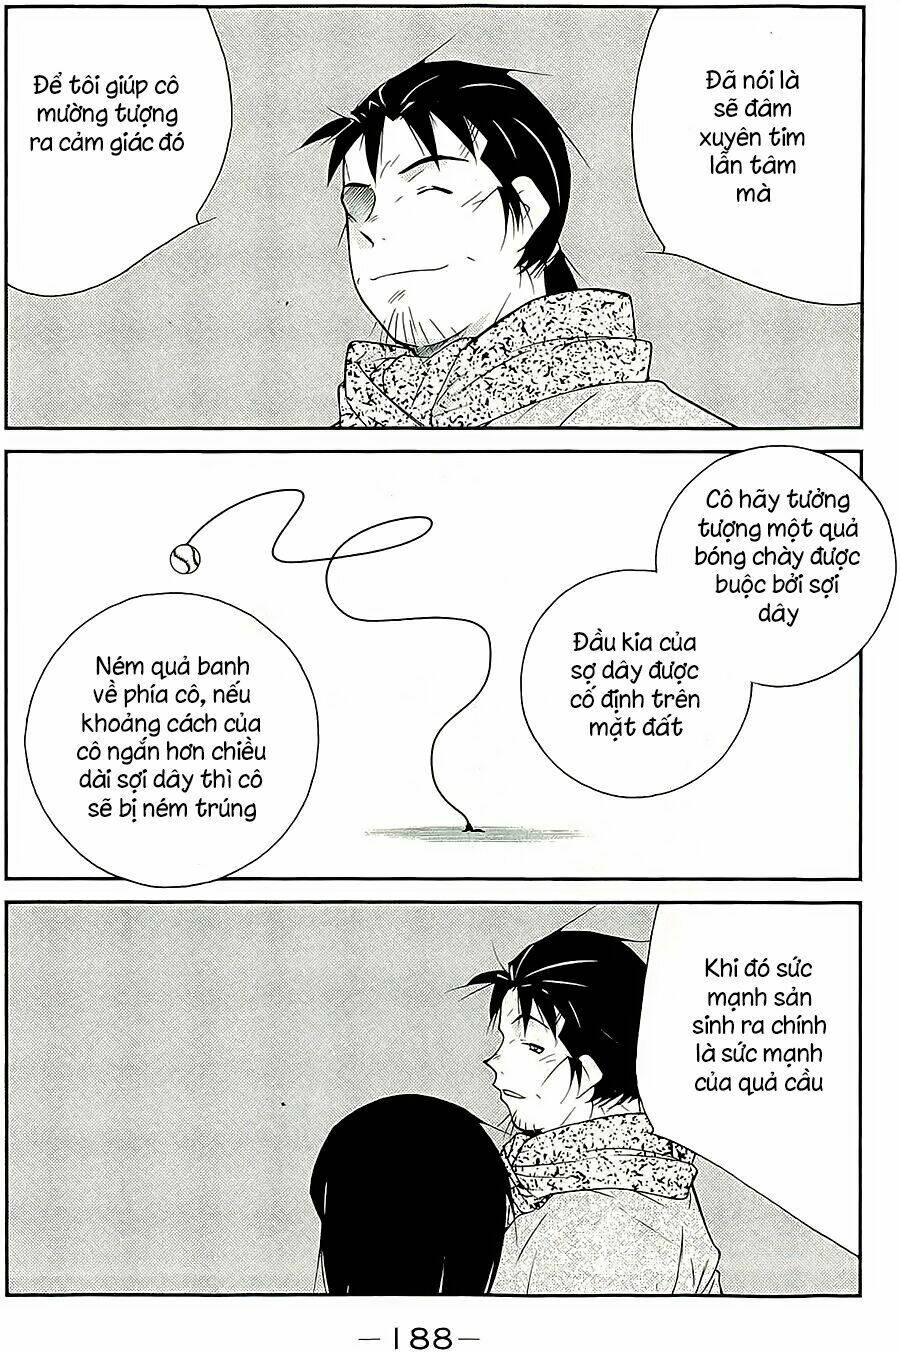 Đã nói là
sẽ đâm
xuyên tim
lẫn tâm
mà
Để tôi giúp cô
mường tượng
ra cảm giác đó
Cô hãy tưởng
tượng một quả
bóng chày được
buộc bởi sợi
dây
Đầu kia của
sợ dây được
cố định trên
mặt đất
Ném quả banh
về phía cô, nếu
khoảng cách của
cô ngắn hơn chiều
dài sợi dây thì cô
sẽ bị ném trúng
Khi đó sức
mạnh sản
sinh ra chính
là sức mạnh
của quả cầu
—188—